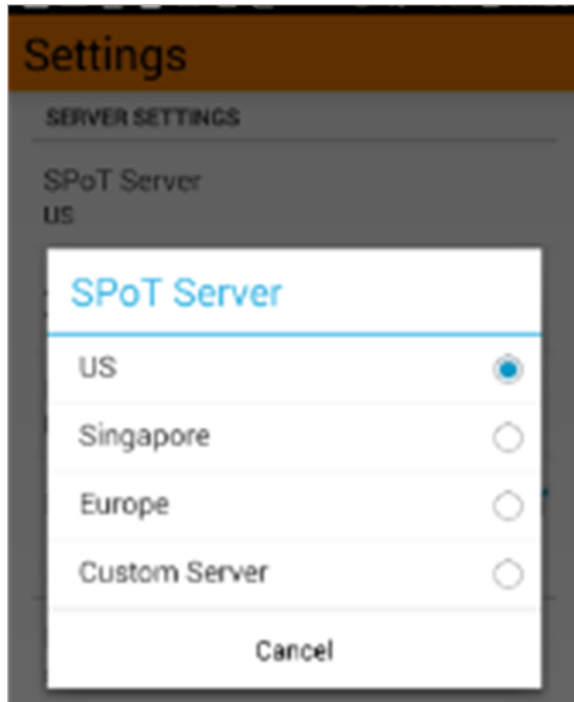 Settings
SERVER SETTINGS
SPoT Server
US
SPoT Server
US
Singapore
Europe
Custom Server
Cancel